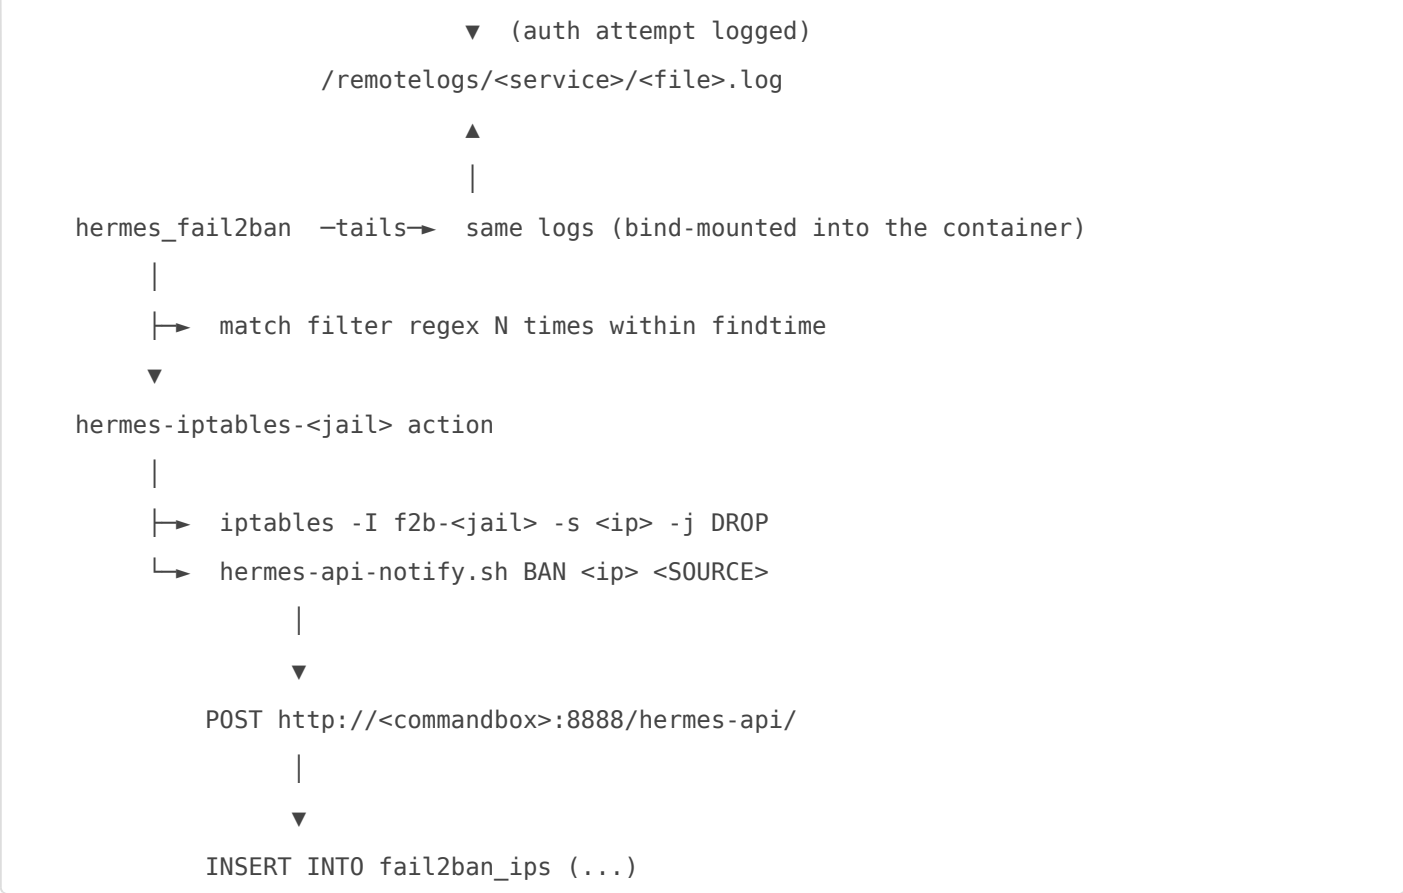 ▼  (auth attempt logged)
/remotelogs/<service>/<file>.log
▲
│
hermes_fail2ban  ─tails─►  same logs (bind-mounted into the container)
│
├─►  match filter regex N times within findtime
▼
hermes-iptables-<jail> action
│
├─►  iptables -I f2b-<jail> -s <ip> -j DROP
└─►  hermes-api-notify.sh BAN <ip> <SOURCE>
│
▼
POST http://<commandbox>:8888/hermes-api/
│
▼
INSERT INTO fail2ban_ips (...)